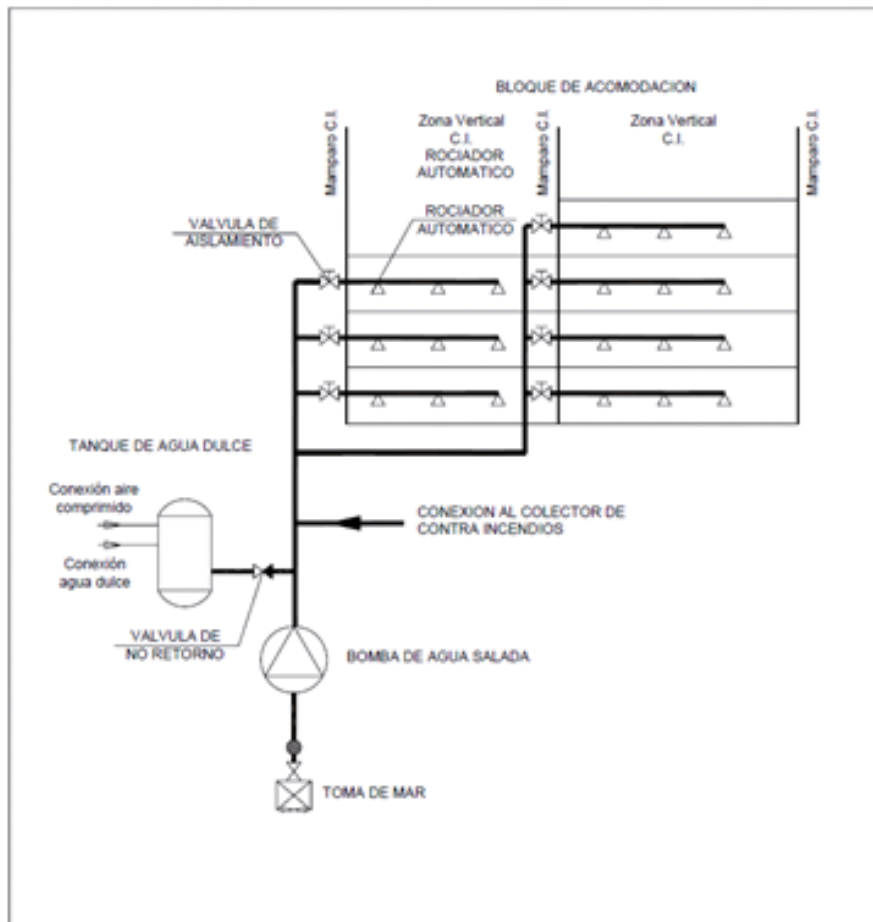 BLOQUE DE ACOMODACION
Mamparo C.I.
Zona Vertical
C.I.
ROCIADOR
AUTOMATICO
Mamparo C.I.
Zona Vertical
C.I.
Mamparo C.I.
VALVULA DE
AISLAMIENTO
ROCIADOR
AUTOMATICO
TANQUE DE AGUA DULCE
Conexión aire
comprimido
Conexión
agua dulce
CONEXION AL COLECTOR DE
CONTRA INCENDIOS
VALVULA DE
NO RETORNO
BOMBA DE AGUA SALADA
TOMA DE MAR